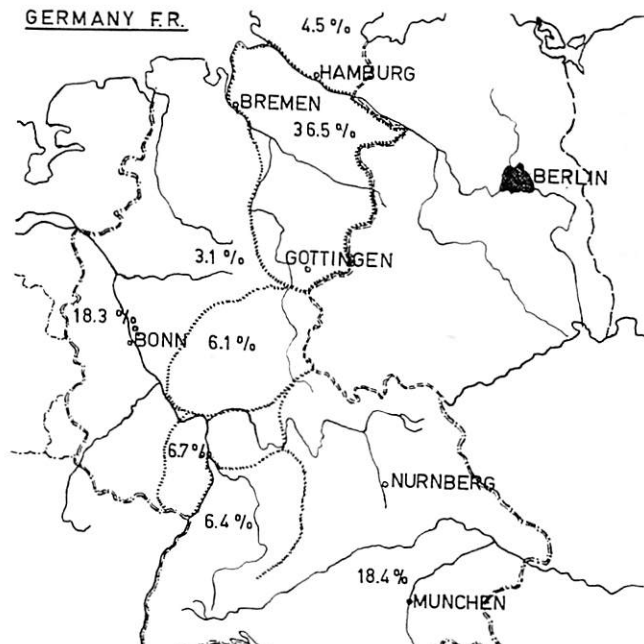 GERMANY F.R.
4.5 %
HAMBURG
BREMEN
36.5 %
BERLIN
3.1 %
GOTTINGEN
18.3 %
BONN
6.1 %
6.7%
NURNBERG
6.4 %
18.4 %
MUNCHEN